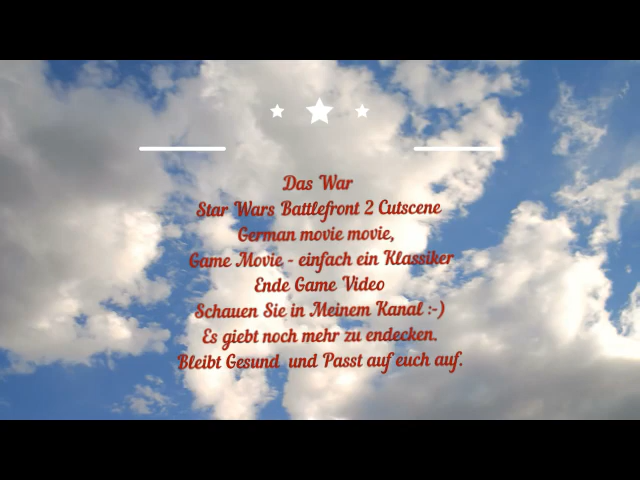 Das War
Star Wars Battlefront 2 Cutscene
German movie movie,
Game Movie - einfach ein Klassiker
Ende Game Video
Schauen Sie in Meinem Kanal :-)
Es giebt noch mehr zu endecken.
Bleibt Gesund und Passt auf euch auf.